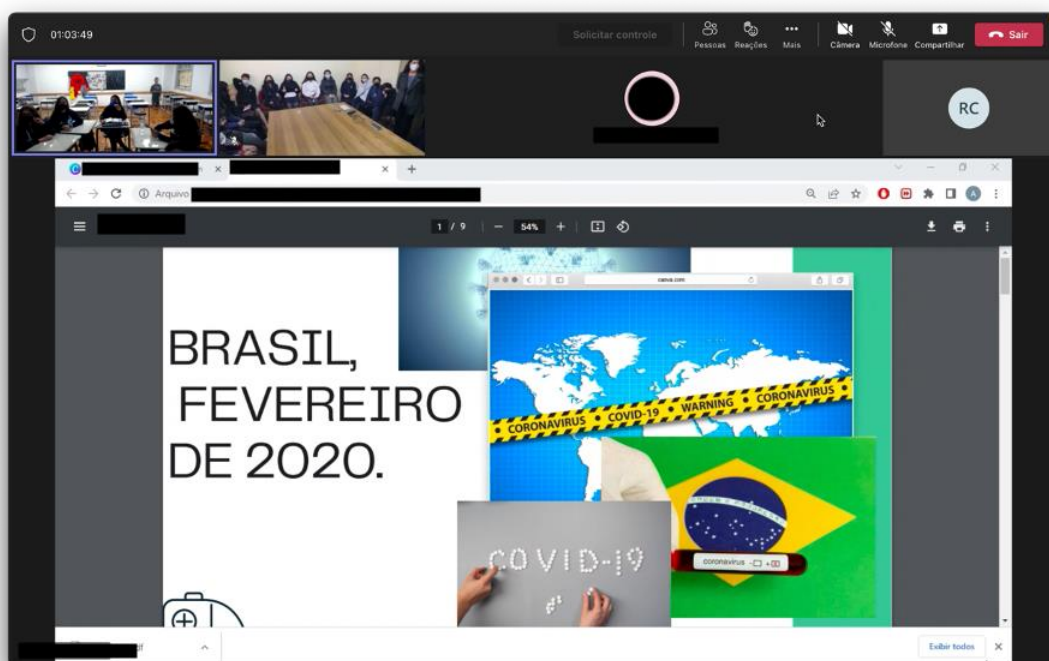 01:03:49
Solicitar controle
Pessoas
Reações
Mais
Câmera
Microfone
Compartilhar
Sair
RC
Arquivo
A
1 / 9
54%
canva.com
BRASIL,
FEVEREIRO
DE 2020.
CORONAVIRUS • COVID-19 • WARNING • CORONAVIRUS
COVID-19
coronavirus - +
df
Exibir todos